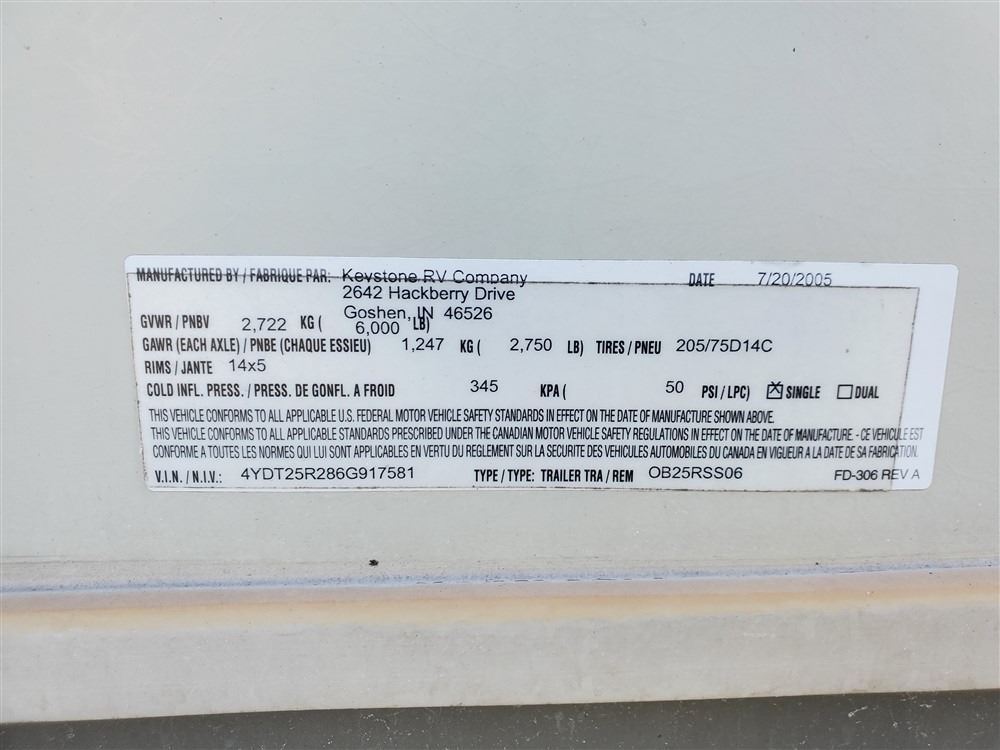 MANUFACTURED BY / FABRIQUE PAR: Keystone RV Company DATE 7/20/2005
2642 Hackberry Drive
Goshen, IN 46526
GVWR / PNBV 2,722 KG ( 6,000 LB)
GAWR (EACH AXLE) / PNBE (CHAQUE ESSIEU) 1,247 KG ( 2,750 LB) TIRES / PNEU 205/75D14C
RIMS / JANTE 14x5
COLD INFL. PRESS. / PRESS. DE GONFL. A FROID 345 KPA ( 50 PSI / LPC) ☒ SINGLE ☐ DUAL
THIS VEHICLE CONFORMS TO ALL APPLICABLE U.S. FEDERAL MOTOR VEHICLE SAFETY STANDARDS IN EFFECT ON THE DATE OF MANUFACTURE SHOWN ABOVE.
THIS VEHICLE CONFORMS TO ALL APPLICABLE STANDARDS PRESCRIBED UNDER THE CANADIAN MOTOR VEHICLE SAFETY REGULATIONS IN EFFECT ON THE DATE OF MANUFACTURE. - CE VEHICULE EST
CONFORME A TOUTES LES NORMES QUI LUI SONT APPLICABLES EN VERTU DU REGLEMENT SUR LA SECURITE DES VEHICULES AUTOMOBILES DU CANADA EN VIGUEUR A LA DATE DE SA FABRICATION.
V.I.N. / N.I.V.: 4YDT25R286G917581 TYPE / TYPE: TRAILER TRA / REM OB25RSS06 FD-306 REV A